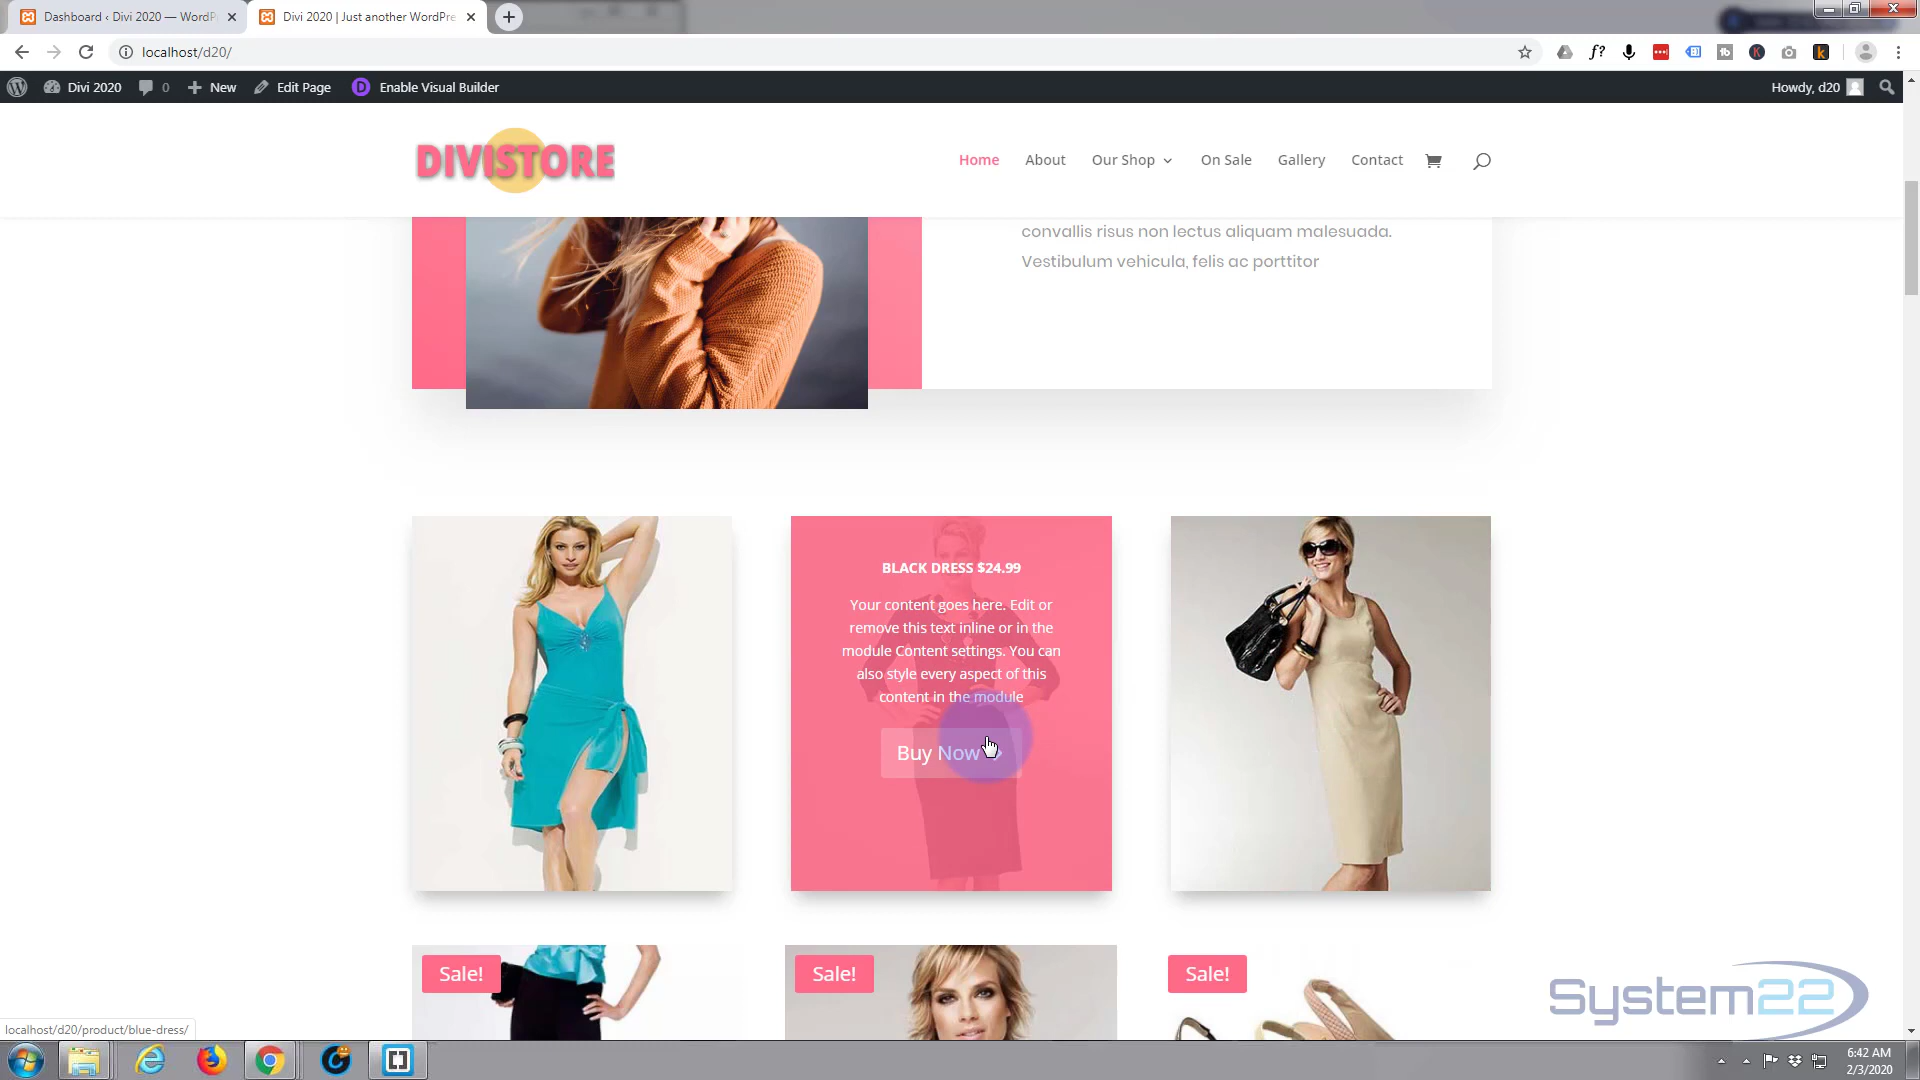 Dashboard ‹ Divi 2020 — WordP
Divi 2020 | Just another WordPre
localhost/d20/
Divi 2020
0
New
Edit Page
Enable Visual Builder
Howdy, d20
DIVISTORE
Home
About
Our Shop
On Sale
Gallery
Contact
convallis risus non lectus aliquam malesuada.
Vestibulum vehicula, felis ac porttitor
BLACK DRESS $24.99
Your content goes here. Edit or
remove this text inline or in the
module Content settings. You can
also style every aspect of this
content in the module
Buy Now
Sale!
Sale!
Sale!
System22
localhost/d20/product/blue-dress/
6:42 AM
2/3/2020